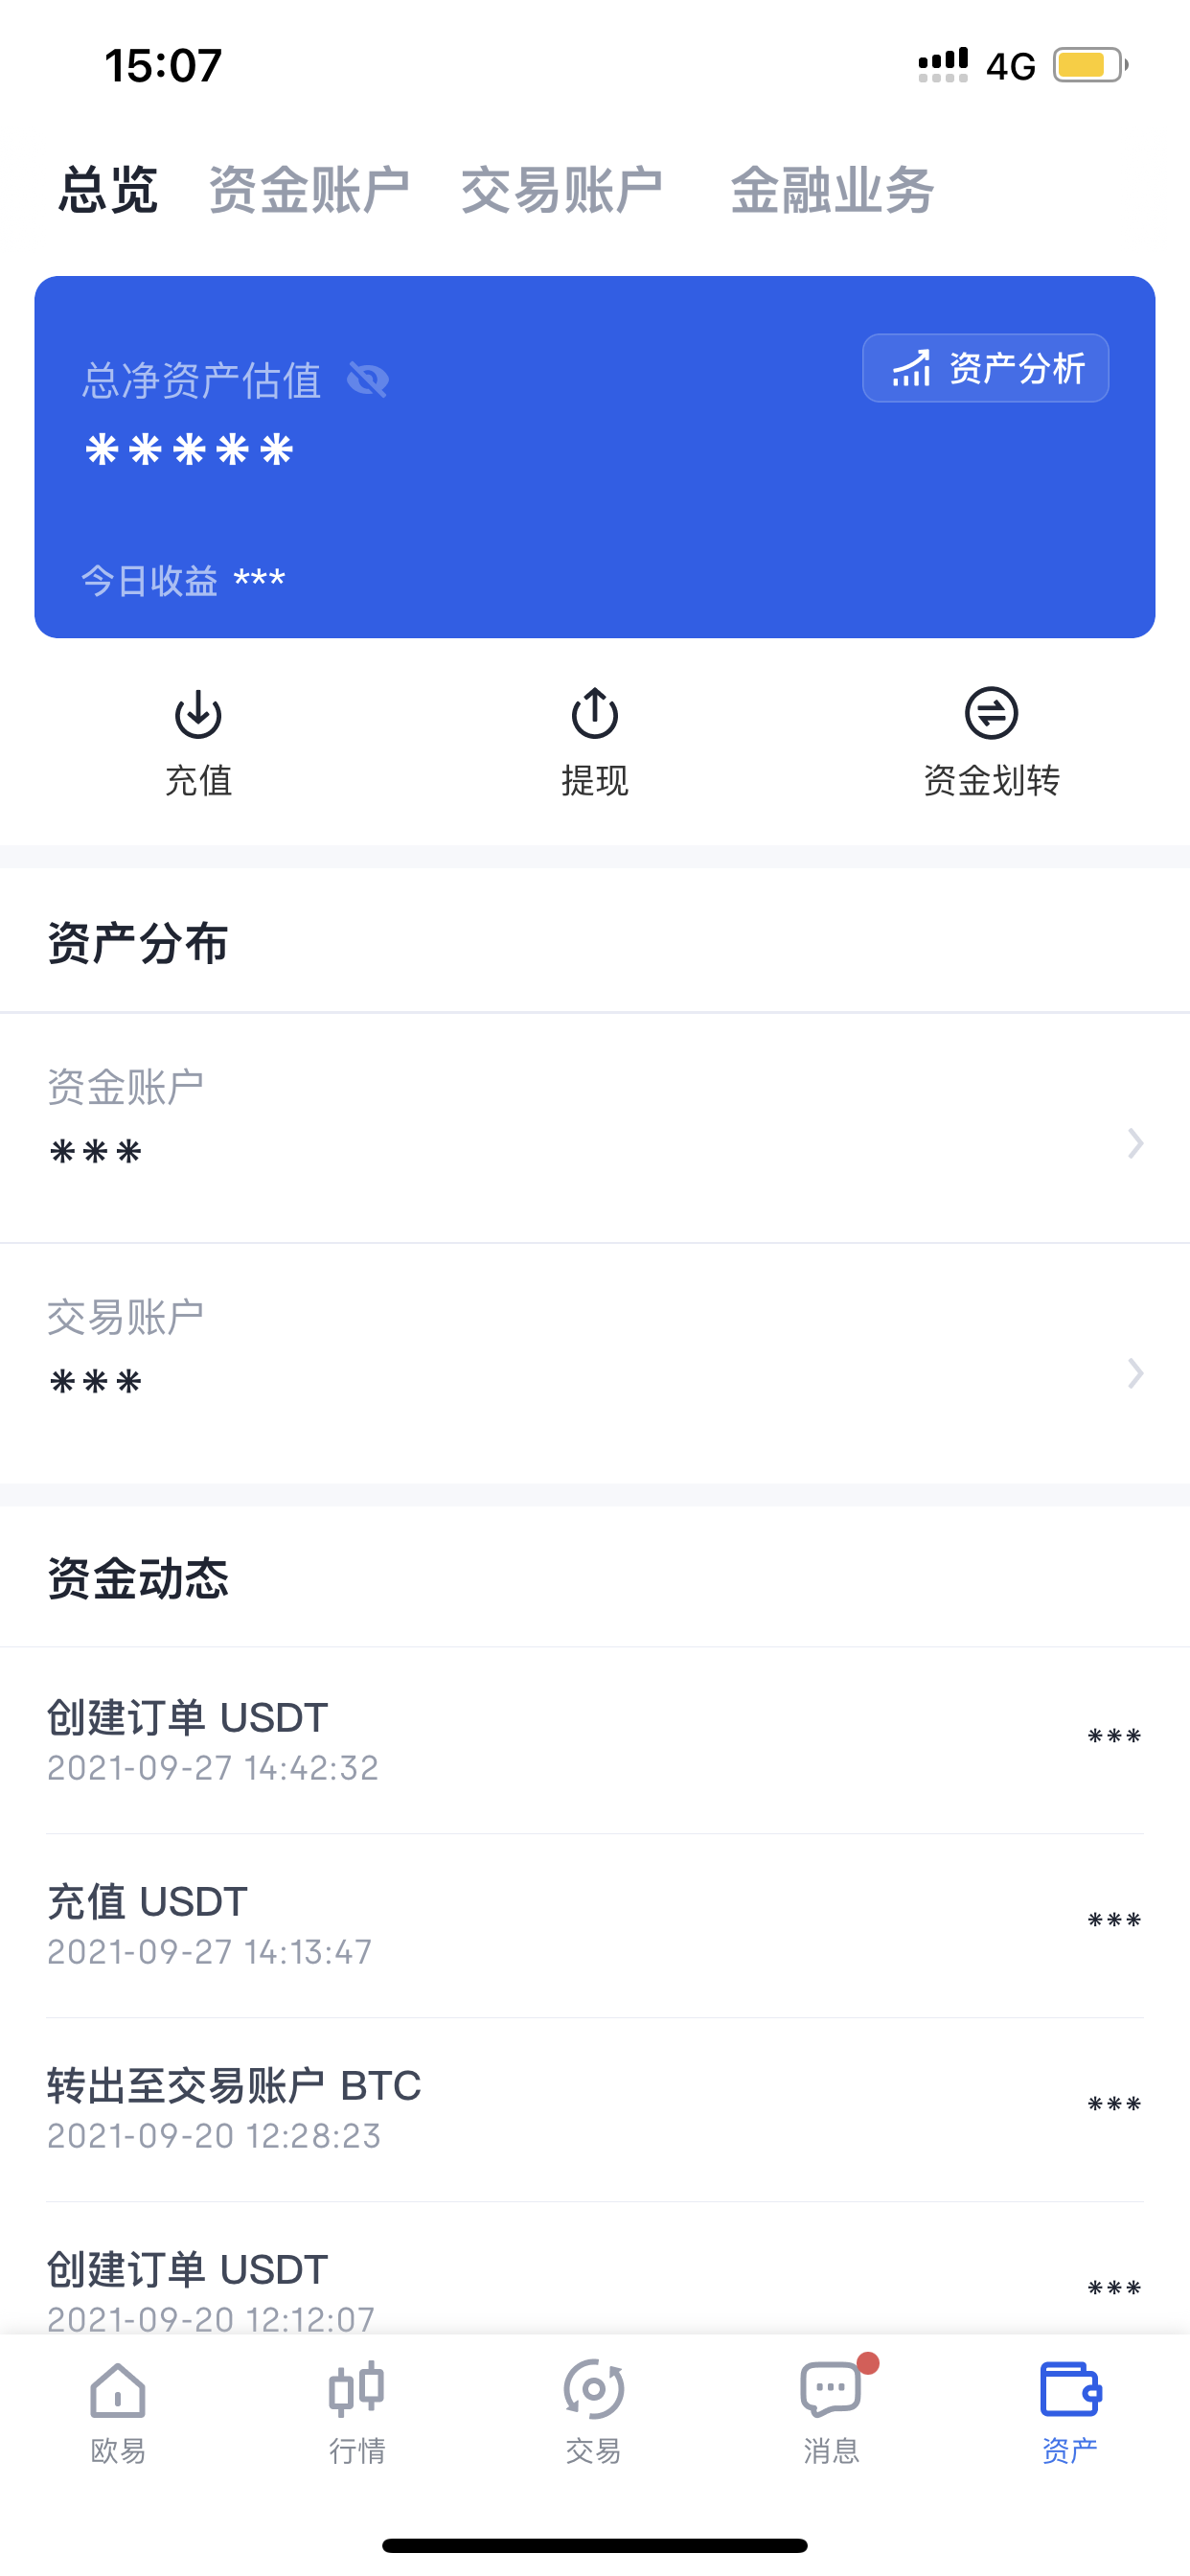 15:07 4G
总览 资金账户 交易账户 金融业务
总净资产估值 资产分析
*****
今日收益 ***
充值 提现 资金划转
资产分布
资金账户
***
交易账户
***
资金动态
创建订单 USDT
***
2021-09-27 14:42:32
充值 USDT
***
2021-09-27 14:13:47
转出至交易账户 BTC
***
2021-09-20 12:28:23
创建订单 USDT
***
2021-09-20 12:12:07
欧易 行情 交易 消息 资产